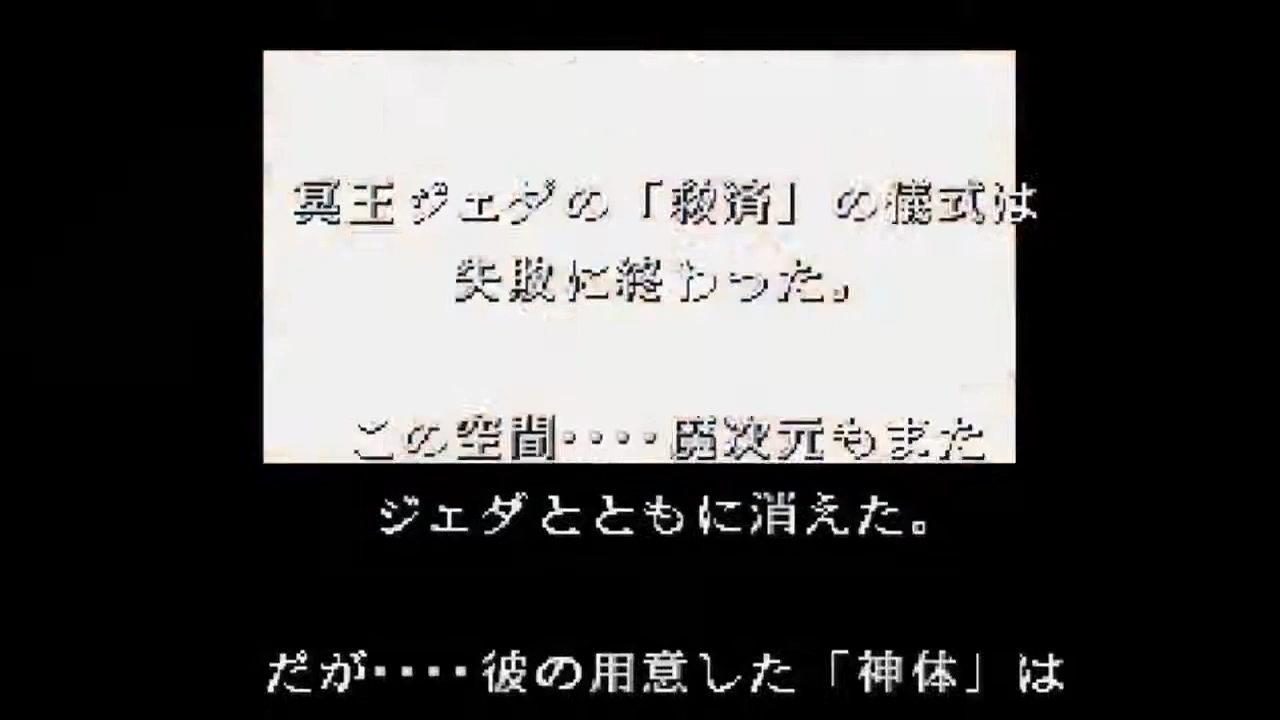 冥王ジェダの「救済」の儀式は
失敗に終わった。
この空間････魔次元もまた
ジェダとともに消えた。
だが････彼の用意した「神体」は